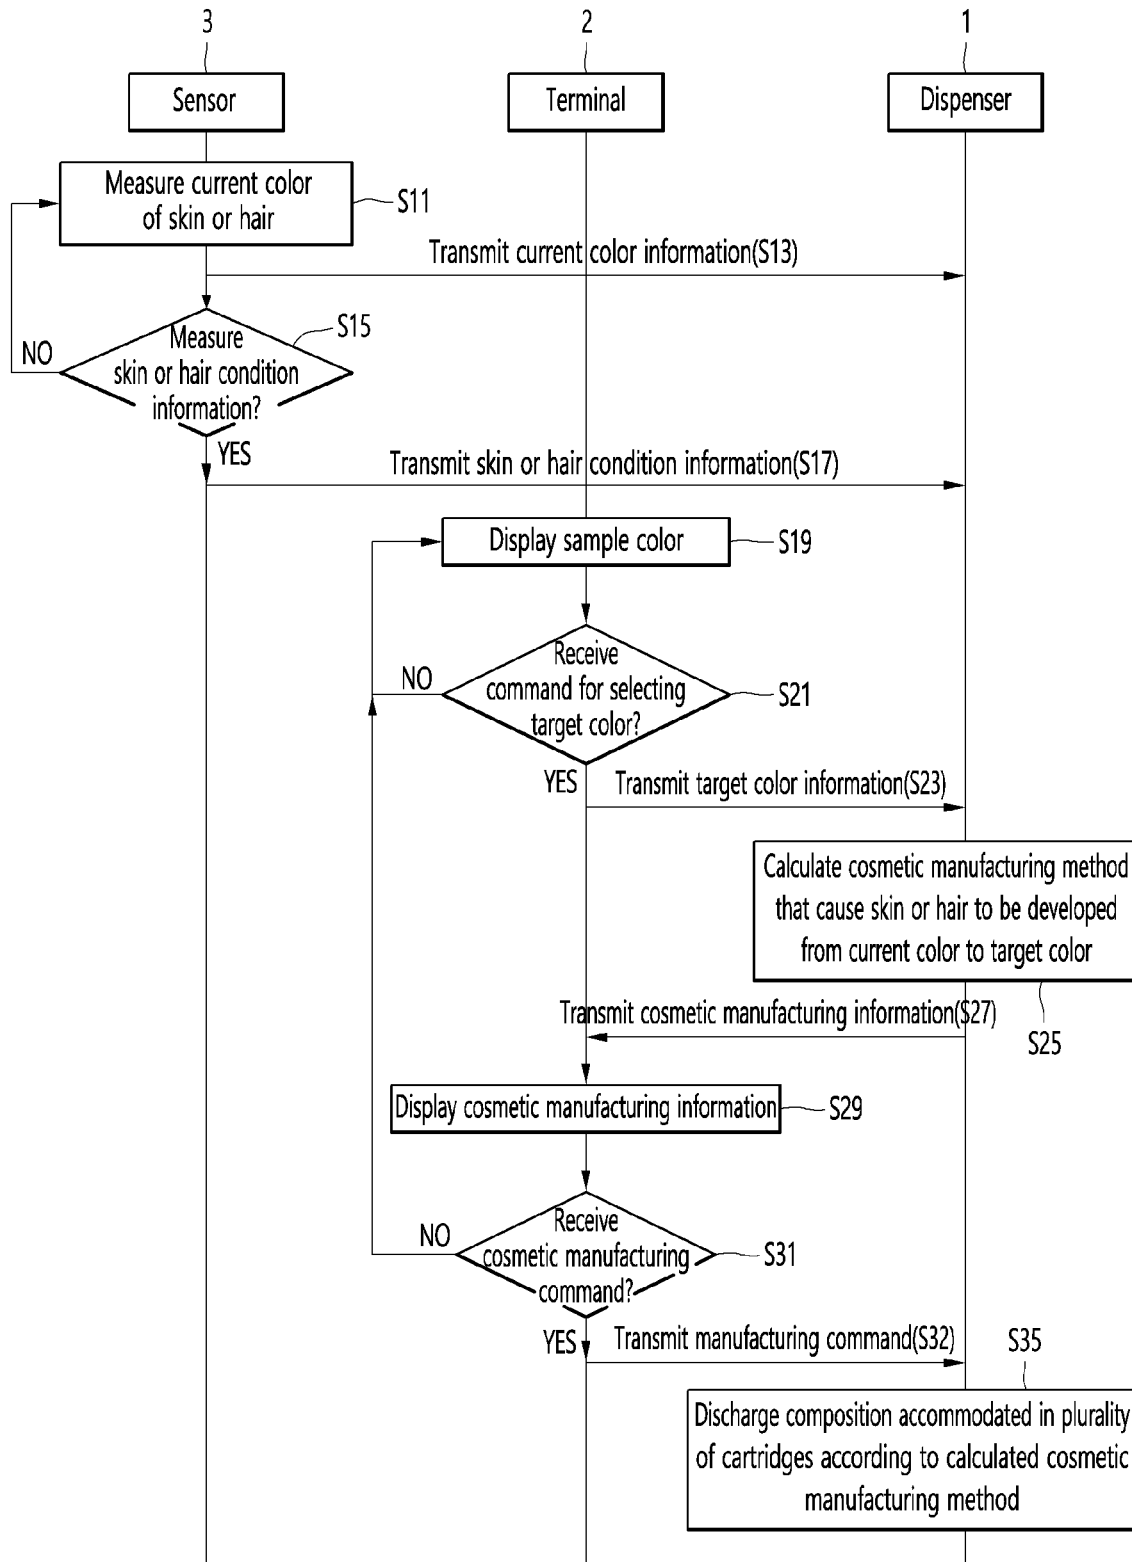 3
2
1
Sensor
Terminal
Dispenser
Measure current color
of skin or hair
S11
Transmit current color information(S13)
S15
Measure
skin or hair condition
information?
NO
YES
Transmit skin or hair condition information(S17)
Display sample color
S19
Receive
command for selecting
target color?
NO
S21
YES
Transmit target color information(S23)
Calculate cosmetic manufacturing method
that cause skin or hair to be developed
from current color to target color
Transmit cosmetic manufacturing information(S27)
S25
Display cosmetic manufacturing information
S29
Receive
cosmetic manufacturing
command?
NO
S31
YES
Transmit manufacturing command(S32)
S35
Discharge composition accommodated in plurality
of cartridges according to calculated cosmetic
manufacturing method